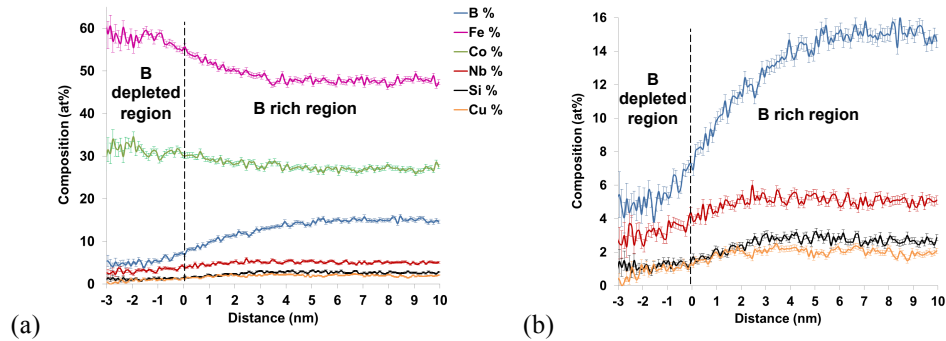 B %
Fe %
Co %
Nb %
Si %
Cu %
Composition (at%)
60
50
40
30
20
10
0
B
depleted
region
B rich region
-3 -2 -1 0 1 2 3 4 5 6 7 8 9 10
Distance (nm)
(a)
Composition (at%)
16
14
12
10
8
6
4
2
0
B
depleted
region
B rich region
-3 -2 -1 0 1 2 3 4 5 6 7 8 9 10
Distance (nm)
(b)